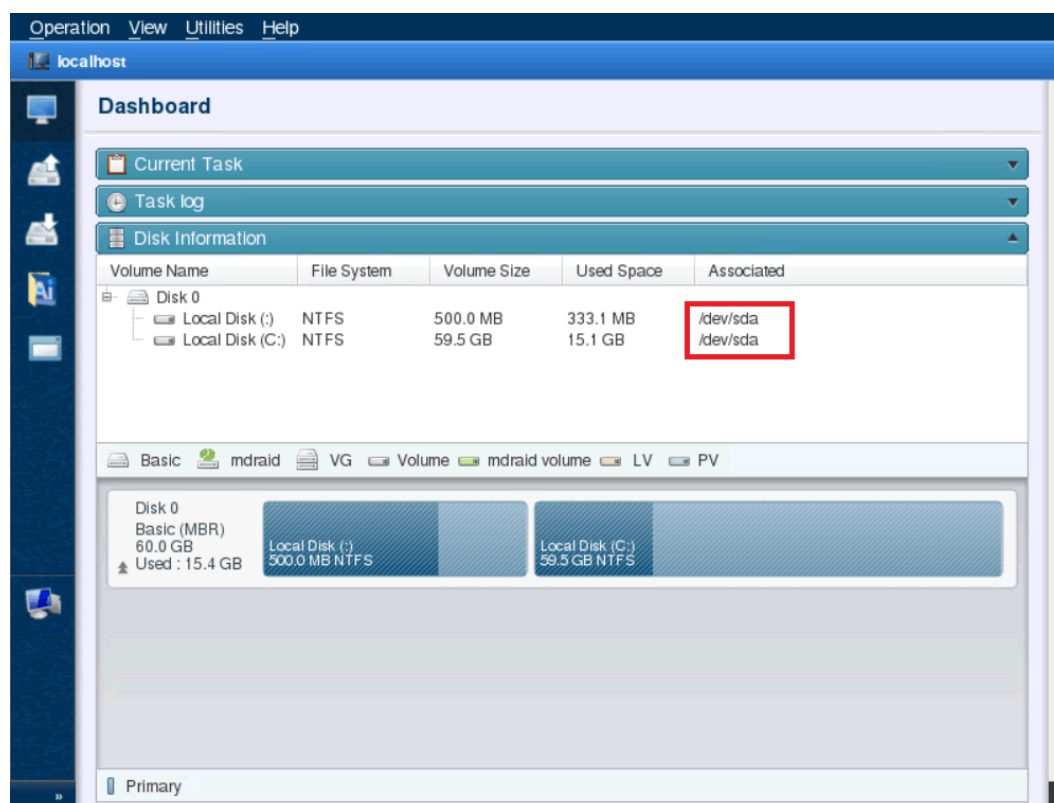 Operation View Utilities Help
localhost
Dashboard
Current Task
Task log
Disk Information
Volume Name File System Volume Size Used Space Associated
Disk 0
Local Disk (:) NTFS 500.0 MB 333.1 MB /dev/sda
Local Disk (C:) NTFS 59.5 GB 15.1 GB /dev/sda
Basic mdraid VG Volume mdraid volume LV PV
Disk 0
Basic (MBR)
60.0 GB
Used : 15.4 GB
Local Disk (:)
500.0 MB NTFS
Local Disk (C:)
59.5 GB NTFS
Primary
Ai
»